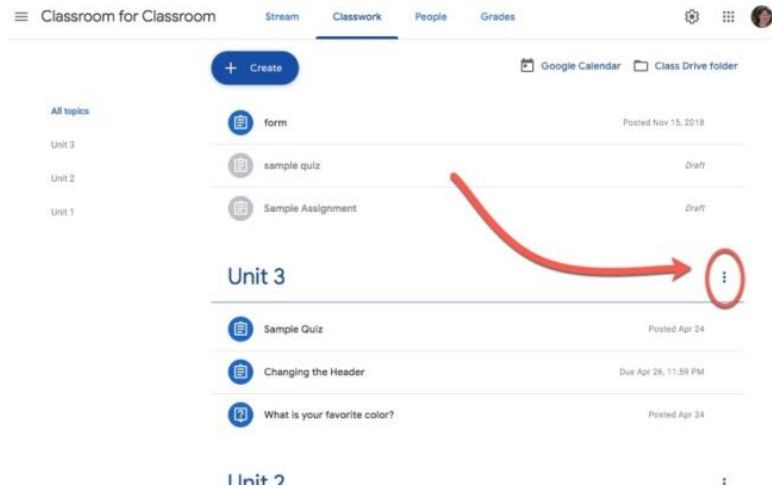 Classroom for Classroom Stream Classwork People Grades
Create Google Calendar Class Drive folder
All topics
Unit 3
Unit 2
Unit 1
form Posted Nov 15, 2018
sample quiz Draft
Sample Assignment Draft
Unit 3
Sample Quiz Posted Apr 24
Changing the Header Due Apr 26, 11:59 PM
What is your favorite color? Posted Apr 24
Unit 2